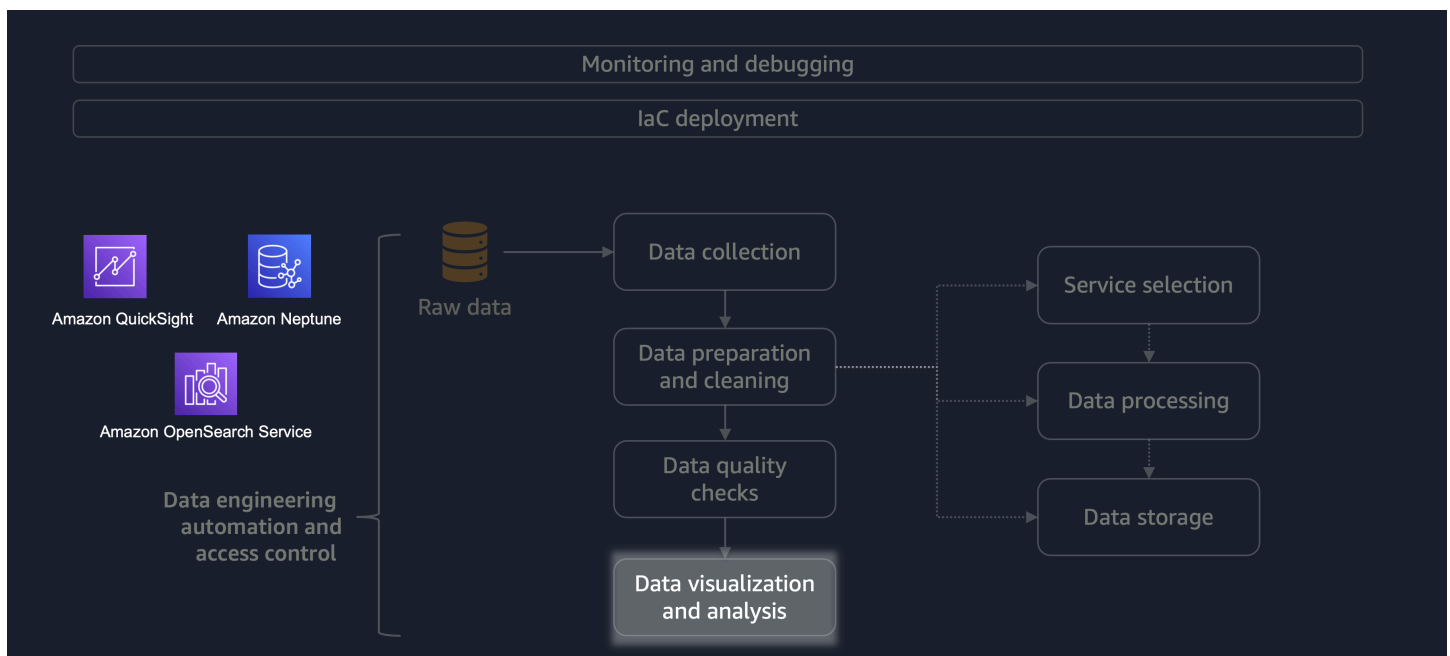 Monitoring and debugging
IaC deployment
Amazon QuickSight
Amazon Neptune
Amazon OpenSearch Service
Data engineering
automation and
access control
Raw data
Data collection
Data preparation
and cleaning
Data quality
checks
Data visualization
and analysis
Service selection
Data processing
Data storage